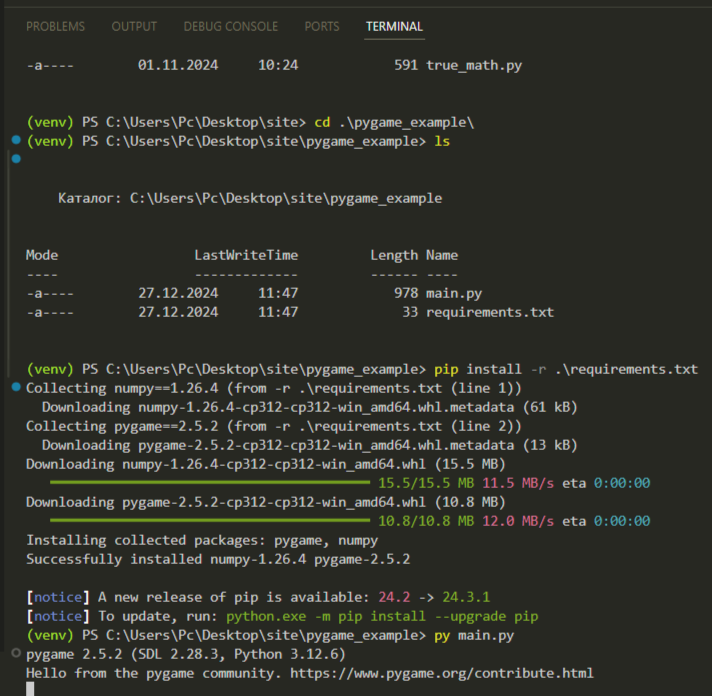 PROBLEMS OUTPUT DEBUG CONSOLE PORTS TERMINAL
-a---- 01.11.2024 10:24 591 true_math.py
(venv) PS C:\Users\Pc\Desktop\site> cd .\pygame_example\
(venv) PS C:\Users\Pc\Desktop\site\pygame_example> ls
Каталог: C:\Users\Pc\Desktop\site\pygame_example
Mode LastWriteTime Length Name
---- ------------- ------ ----
-a---- 27.12.2024 11:47 978 main.py
-a---- 27.12.2024 11:47 33 requirements.txt
(venv) PS C:\Users\Pc\Desktop\site\pygame_example> pip install -r .\requirements.txt
Collecting numpy==1.26.4 (from -r .\requirements.txt (line 1))
Downloading numpy-1.26.4-cp312-cp312-win_amd64.whl.metadata (61 kB)
Collecting pygame==2.5.2 (from -r .\requirements.txt (line 2))
Downloading pygame-2.5.2-cp312-cp312-win_amd64.whl.metadata (13 kB)
Downloading numpy-1.26.4-cp312-cp312-win_amd64.whl (15.5 MB)
15.5/15.5 MB 11.5 MB/s eta 0:00:00
Downloading pygame-2.5.2-cp312-cp312-win_amd64.whl (10.8 MB)
10.8/10.8 MB 12.0 MB/s eta 0:00:00
Installing collected packages: pygame, numpy
Successfully installed numpy-1.26.4 pygame-2.5.2
[notice] A new release of pip is available: 24.2 -> 24.3.1
[notice] To update, run: python.exe -m pip install --upgrade pip
(venv) PS C:\Users\Pc\Desktop\site\pygame_example> py main.py
pygame 2.5.2 (SDL 2.28.3, Python 3.12.6)
Hello from the pygame community. https://www.pygame.org/contribute.html